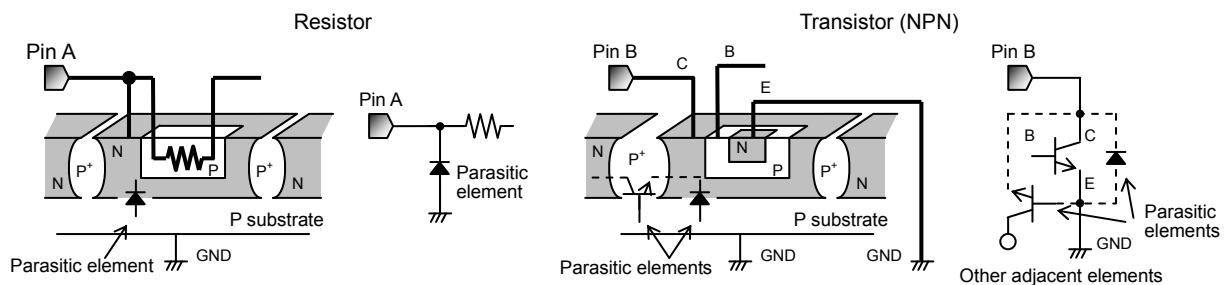 Resistor
Pin A
N
P+
N
P
P+
N
Parasitic element
P substrate
GND
Pin A
Parasitic
element
Transistor (NPN)
Pin B
C
B
E
N
P+
N
N
P
P+
N
Parasitic elements
P substrate
GND
GND
Pin B
B
C
E
GND
Parasitic
elements
Other adjacent elements